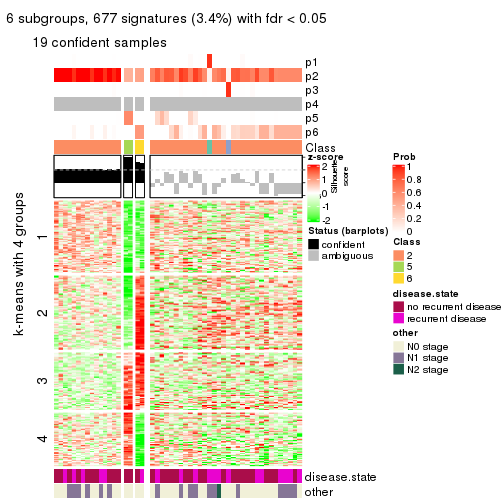 6 subgroups, 677 signatures (3.4%) with fdr < 0.05
19 confident samples
p1
p2
p3
p4
p5
p6
Class
z-score
2
1
0
-1
-2
Silhouette
score
Status (barplots)
confident
ambiguous
Prob
1
0.8
0.6
0.4
0.2
0
Class
2
5
6
disease.state
no recurrent disease
recurrent disease
other
N0 stage
N1 stage
N2 stage
k-means with 4 groups
1
2
3
4
disease.state
other